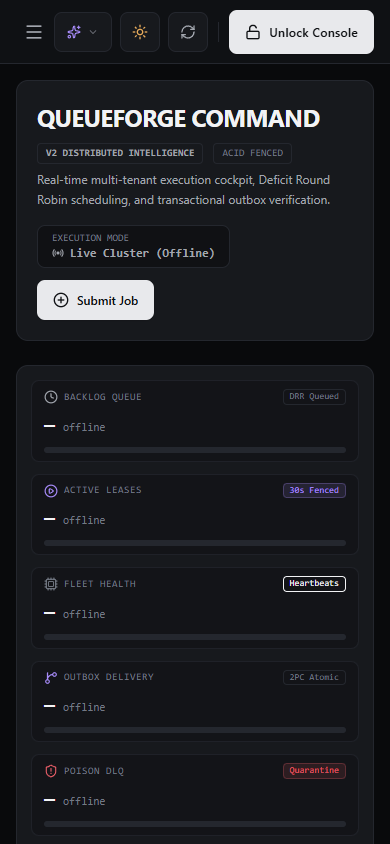 Unlock Console
QUEUEFORGE COMMAND
V2 DISTRIBUTED INTELLIGENCE ACID FENCED
Real-time multi-tenant execution cockpit, Deficit Round
Robin scheduling, and transactional outbox verification.
EXECUTION MODE
Live Cluster (Offline)
Submit Job
BACKLOG QUEUE DRR Queued
— offline
ACTIVE LEASES 30s Fenced
— offline
FLEET HEALTH Heartbeats
— offline
OUTBOX DELIVERY 2PC Atomic
— offline
POISON DLQ Quarantine
— offline